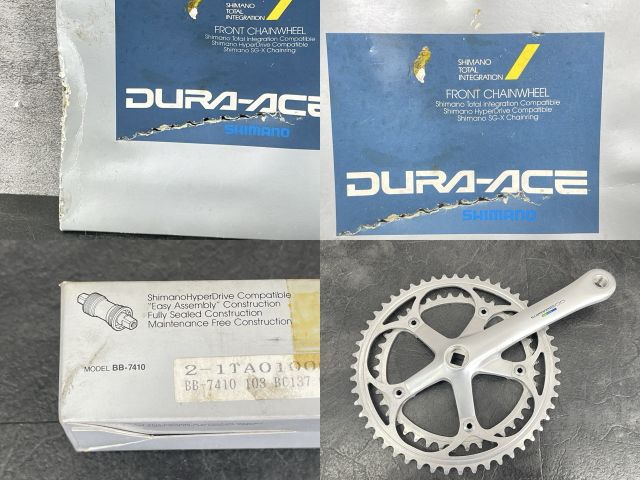 SHIMANO
TOTAL
INTEGRATION
FRONT CHAINWHEEL
Shimano Total Integration Compatible
Shimano HyperDrive Compatible
Shimano SG-X Chainring
DURA-ACE
SHIMANO
SHIMANO
TOTAL
INTEGRATION
FRONT CHAINWHEEL
Shimano Total Integration Compatible
Shimano HyperDrive Compatible
Shimano SG-X Chainring
DURA-ACE
SHIMANO
ShimanoHyperDrive Compatible
"Easy Assembly" Construction
Fully Sealed Construction
Maintenance Free Construction
MODEL BB-7410
2-1TA0100
BB-7410 103 BC137